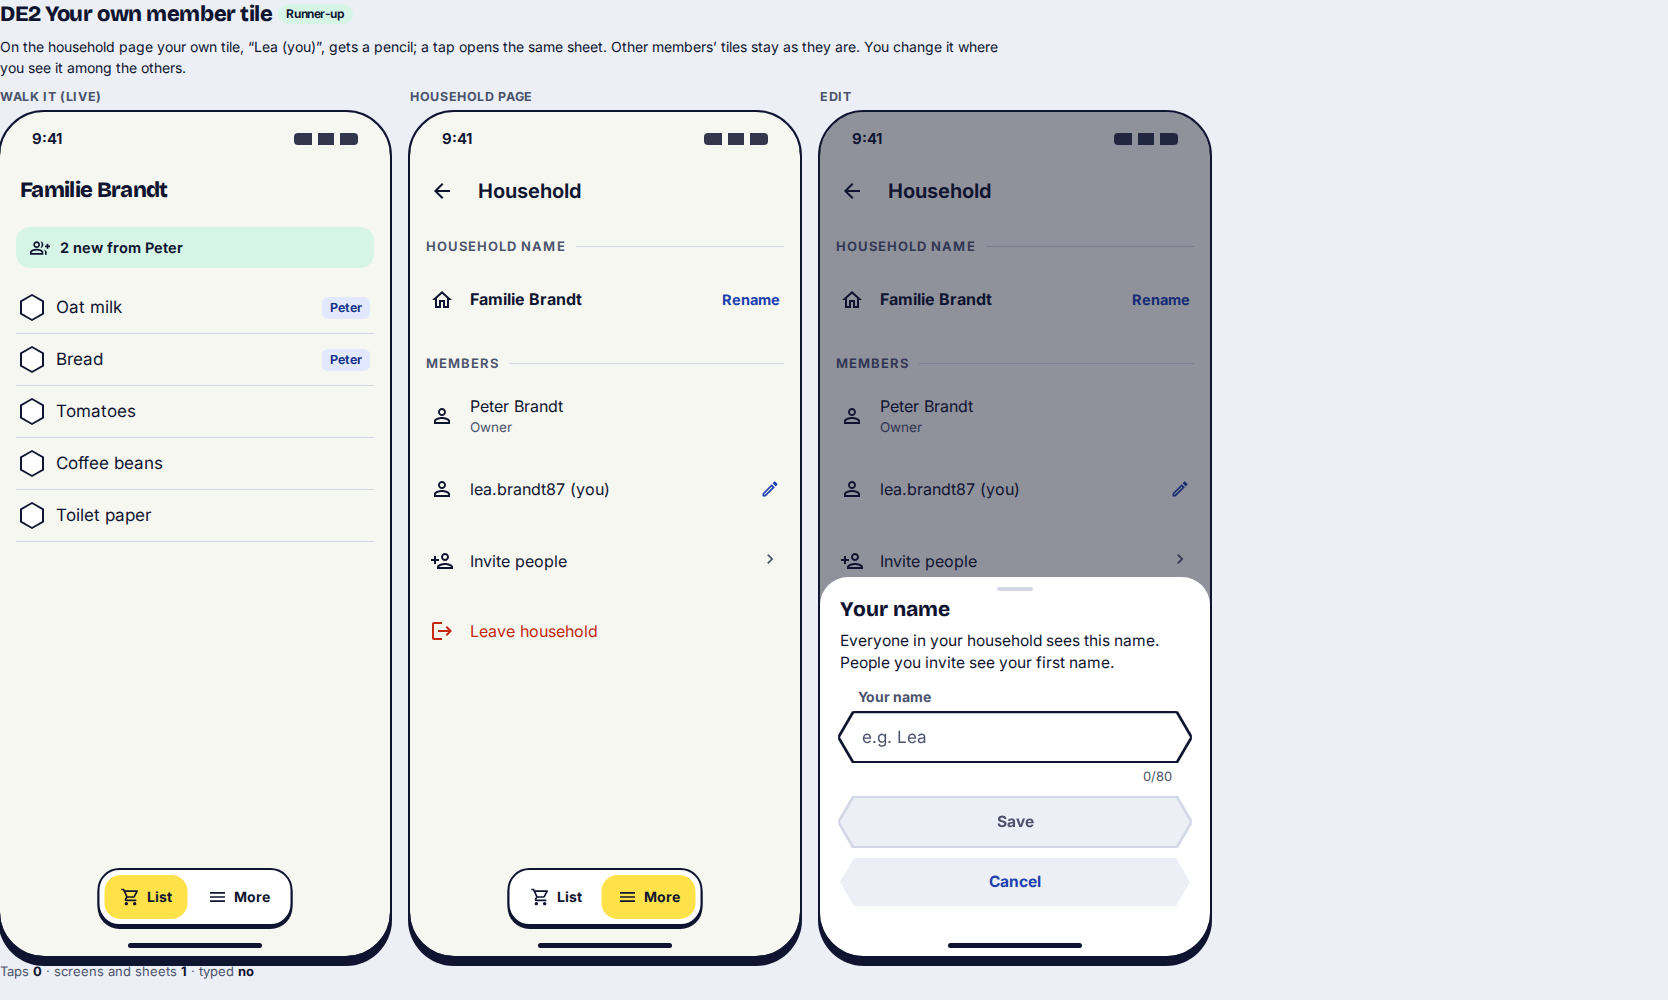 DE2 Your own member tile
Runner-up
On the household page your own tile, “Lea (you)”, gets a pencil; a tap opens the same sheet. Other members’ tiles stay as they are. You change it where
you see it among the others.
WALK IT (LIVE)
9:41
Familie Brandt
2 new from Peter
Oat milk
Peter
Bread
Peter
Tomatoes
Coffee beans
Toilet paper
List
More
Taps 0 · screens and sheets 1 · typed no
HOUSEHOLD PAGE
9:41
Household
HOUSEHOLD NAME
Familie Brandt
Rename
MEMBERS
Peter Brandt
Owner
lea.brandt87 (you)
Invite people
Leave household
List
More
EDIT
9:41
Household
HOUSEHOLD NAME
Familie Brandt
Rename
MEMBERS
Peter Brandt
Owner
lea.brandt87 (you)
Invite people
Your name
Everyone in your household sees this name.
People you invite see your first name.
Your name
e.g. Lea
0/80
Save
Cancel